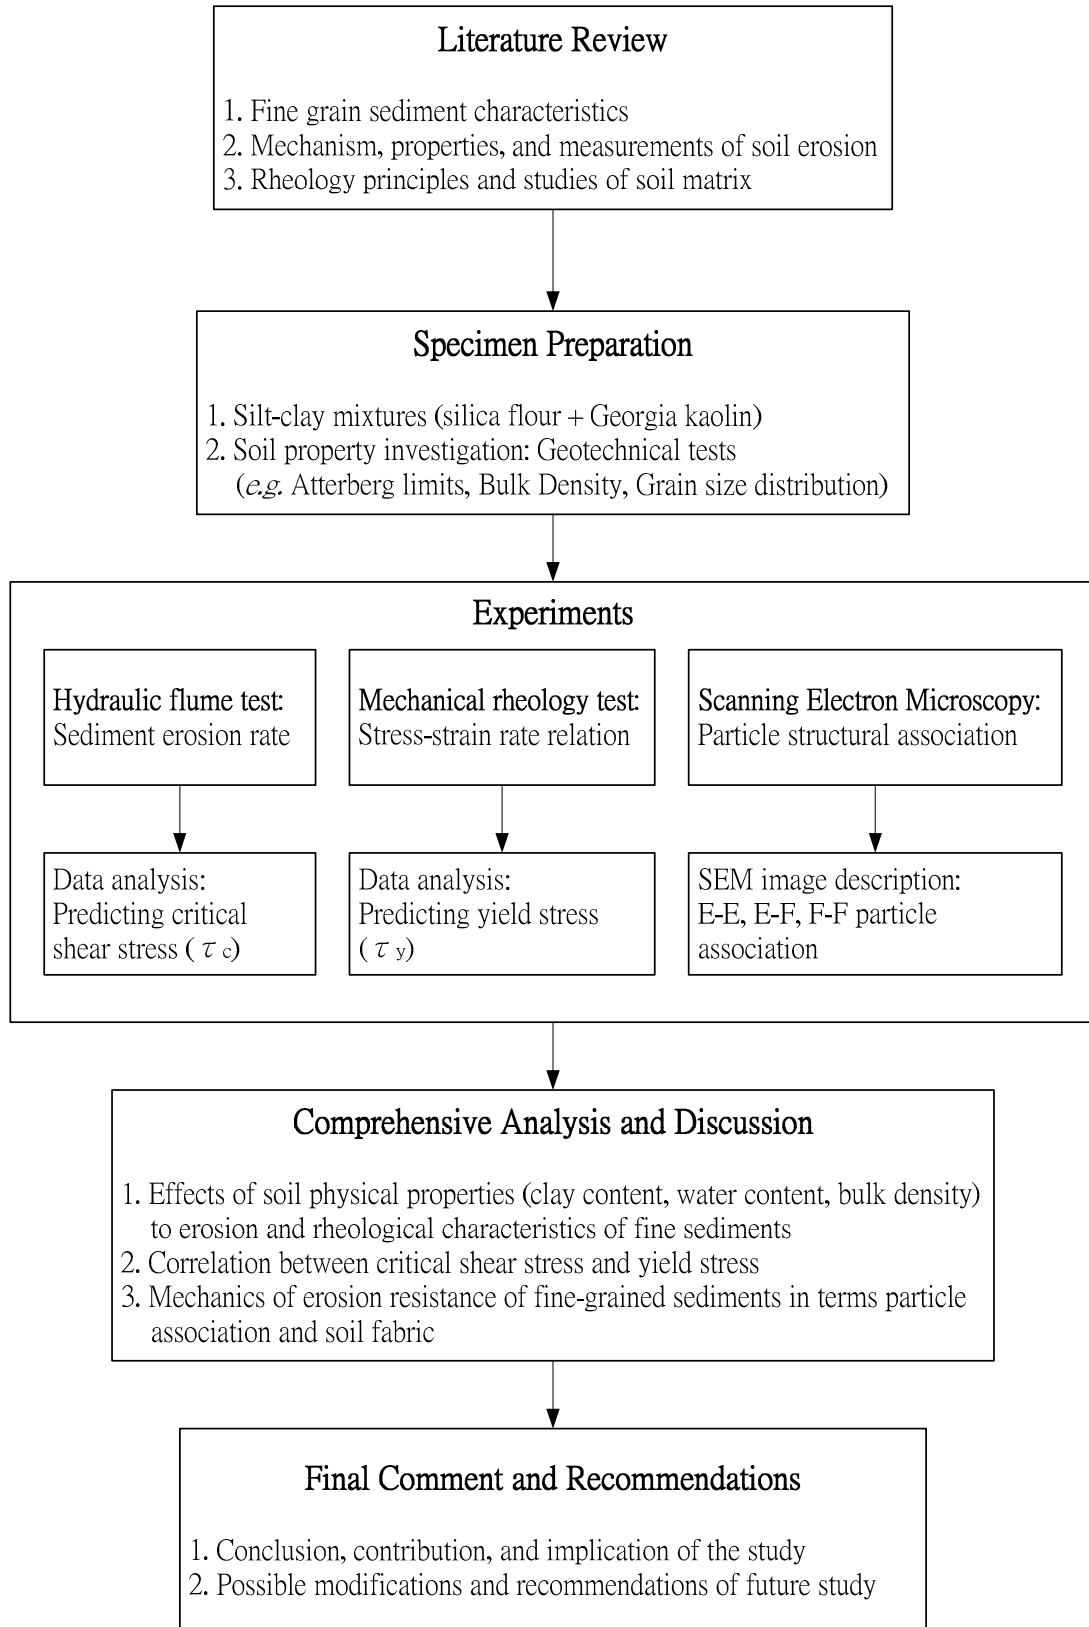 Literature Review
1. Fine grain sediment characteristics
2. Mechanism, properties, and measurements of soil erosion
3. Rheology principles and studies of soil matrix
Specimen Preparation
1. Silt-clay mixtures (silica flour + Georgia kaolin)
2. Soil property investigation: Geotechnical tests
(e.g. Atterberg limits, Bulk Density, Grain size distribution)
Experiments
Hydraulic flume test:
Sediment erosion rate
Data analysis:
Predicting critical
shear stress (τc)
Mechanical rheology test:
Stress-strain rate relation
Data analysis:
Predicting yield stress
(τy)
Scanning Electron Microscopy:
Particle structural association
SEM image description:
E-E, E-F, F-F particle
association
Comprehensive Analysis and Discussion
1. Effects of soil physical properties (clay content, water content, bulk density)
to erosion and rheological characteristics of fine sediments
2. Correlation between critical shear stress and yield stress
3. Mechanics of erosion resistance of fine-grained sediments in terms particle
association and soil fabric
Final Comment and Recommendations
1. Conclusion, contribution, and implication of the study
2. Possible modifications and recommendations of future study